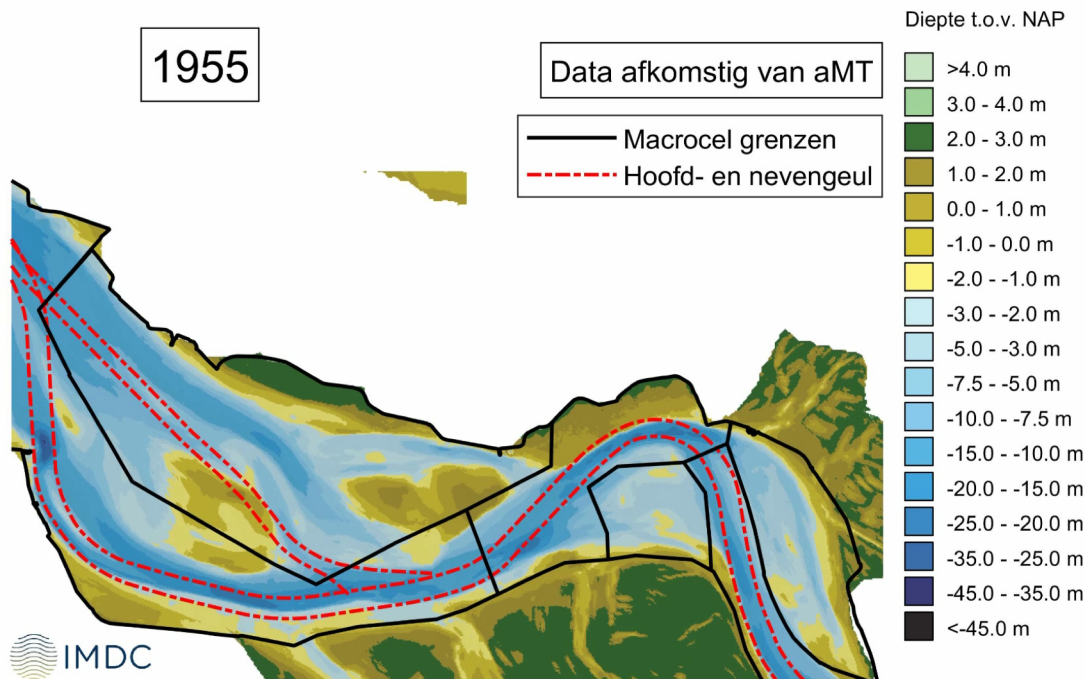 1955
Data afkomstig van aMT
Macrocel grenzen
Hoofd- en nevengeul
Diepte t.o.v. NAP
>4.0 m
3.0 - 4.0 m
2.0 - 3.0 m
1.0 - 2.0 m
0.0 - 1.0 m
-1.0 - 0.0 m
-2.0 - -1.0 m
-3.0 - -2.0 m
-5.0 - -3.0 m
-7.5 - -5.0 m
-10.0 - -7.5 m
-15.0 - -10.0 m
-20.0 - -15.0 m
-25.0 - -20.0 m
-35.0 - -25.0 m
-45.0 - -35.0 m
<-45.0 m
IMDC